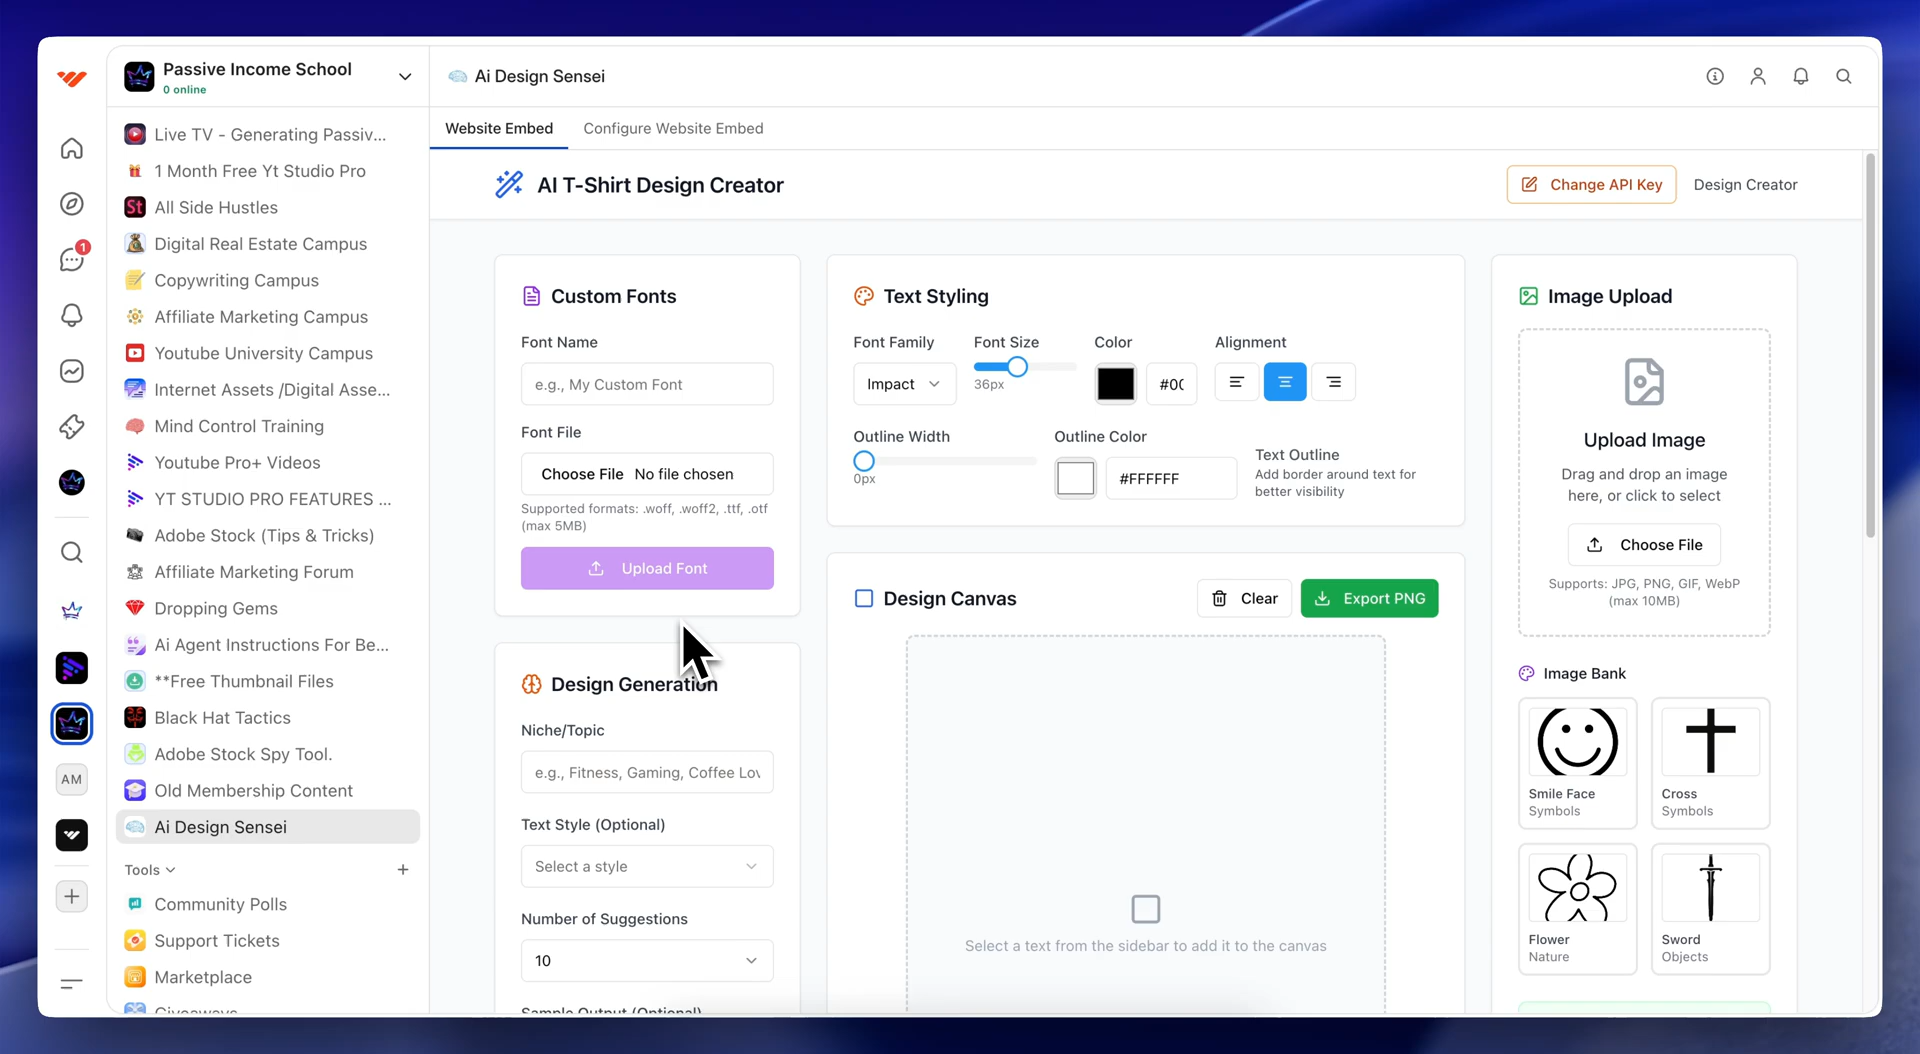 Passive Income School
0 online
Ai Design Sensei
1
AM
Live TV - Generating Passiv...
1 Month Free Yt Studio Pro
St
All Side Hustles
Digital Real Estate Campus
Copywriting Campus
Affiliate Marketing Campus
Youtube University Campus
Internet Assets /Digital Asse...
Mind Control Training
Youtube Pro+ Videos
YT STUDIO PRO FEATURES ...
Adobe Stock (Tips & Tricks)
Affiliate Marketing Forum
Dropping Gems
Ai Agent Instructions For Be...
**Free Thumbnail Files
Black Hat Tactics
Adobe Stock Spy Tool.
Old Membership Content
Ai Design Sensei
Tools
Community Polls
Support Tickets
Marketplace
Giveaways
Website Embed
Configure Website Embed
AI T-Shirt Design Creator
Change API Key
Design Creator
Custom Fonts
Font Name
e.g., My Custom Font
Font File
Choose File No file chosen
Supported formats: .woff, .woff2, .ttf, .otf
(max 5MB)
Upload Font
Design Generation
Niche/Topic
e.g., Fitness, Gaming, Coffee Lov
Text Style (Optional)
Select a style
Number of Suggestions
10
Sample Output (Optional)
Text Styling
Font Family
Impact
Font Size
36px
Color
#00
Alignment
Outline Width
0px
Outline Color
#FFFFFF
Text Outline
Add border around text for
better visibility
Design Canvas
Clear
Export PNG
Select a text from the sidebar to add it to the canvas
Image Upload
Upload Image
Drag and drop an image
here, or click to select
Choose File
Supports: JPG, PNG, GIF, WebP
(max 10MB)
Image Bank
Smile Face
Symbols
Cross
Symbols
Flower
Nature
Sword
Objects